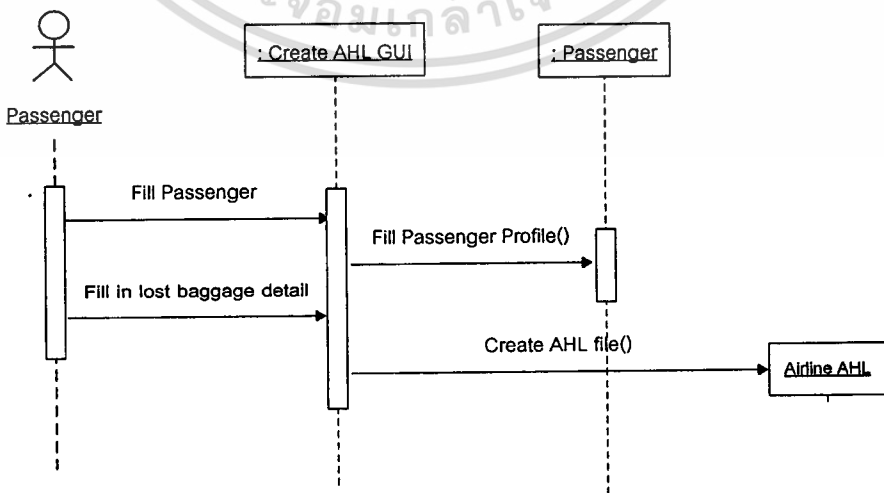 : Create AHL GUI
: Passenger
Passenger
Fill Passenger
Fill Passenger Profile()
Fill in lost baggage detail
Create AHL file()
Airline AHL